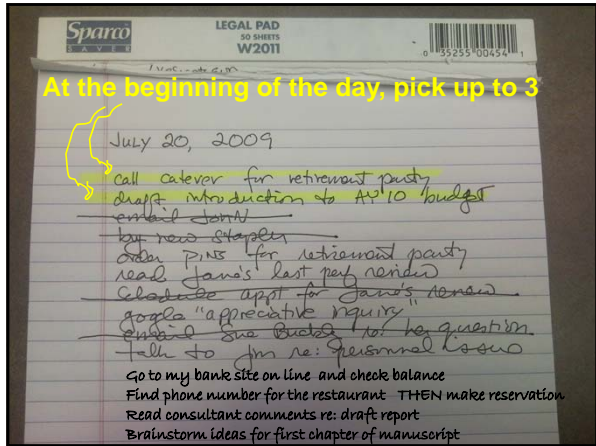 Sparco
SAVER
LEGAL PAD
50 SHEETS
W2011
0 35255 00454 1
At the beginning of the day, pick up to 3
July 20, 2009
call caterer for retirement party
draft introduction to AY 10 budget
email John
by new stapler
order PINS for retirement party
read Jane's last perf review
Schedule appt for Jane's review
google "appreciative inquiry"
email Sue Buckle re: her question
talk to Jim re: personnel issue
Go to my bank site on line and check balance
Find phone number for the restaurant THEN make reservation
Read consultant comments re: draft report
Brainstorm ideas for first chapter of manuscript